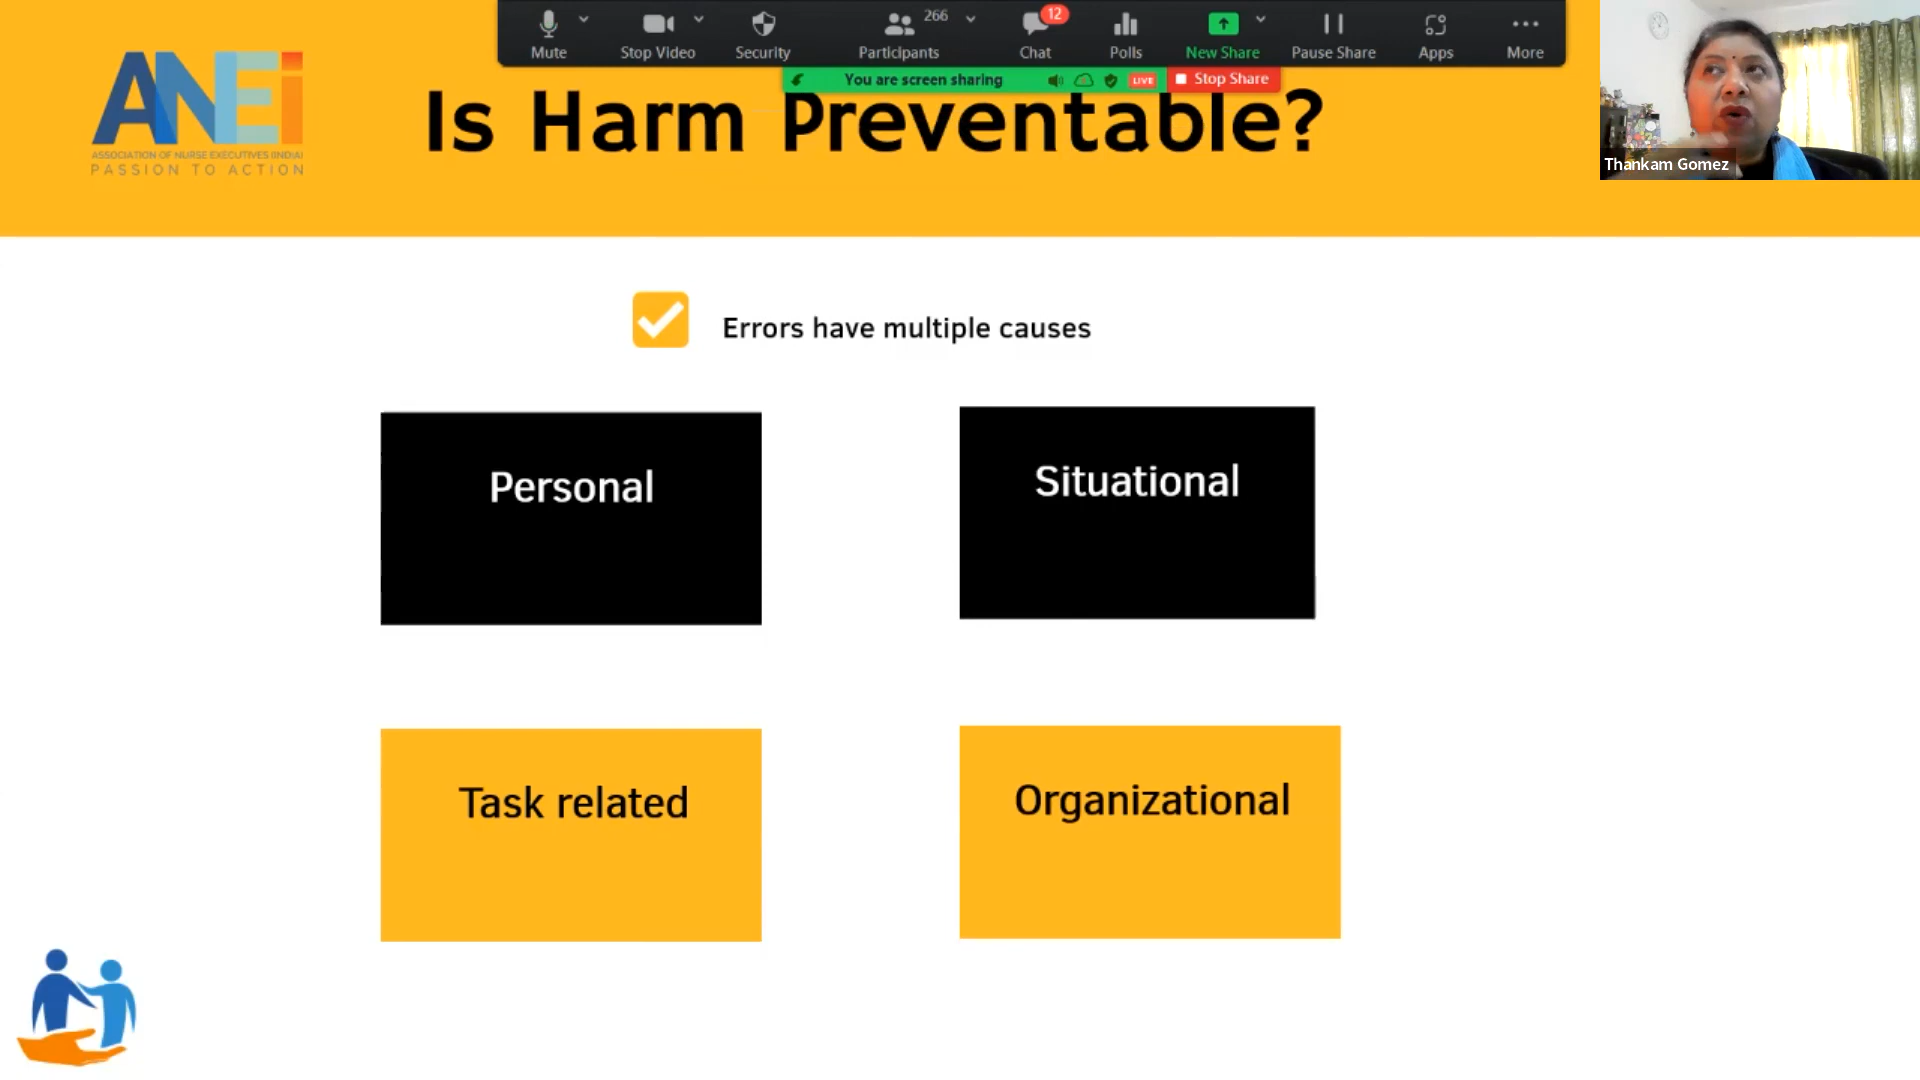 Mute
Stop Video
Security
Participants
266
Chat
12
Polls
New Share
Pause Share
Apps
More
You are screen sharing
LIVE
Stop Share
ANEi
ASSOCIATION OF NURSE EXECUTIVES (INDIA)
PASSION TO ACTION
Is Harm Preventable?
Thankam Gomez
Errors have multiple causes
Personal
Situational
Task related
Organizational